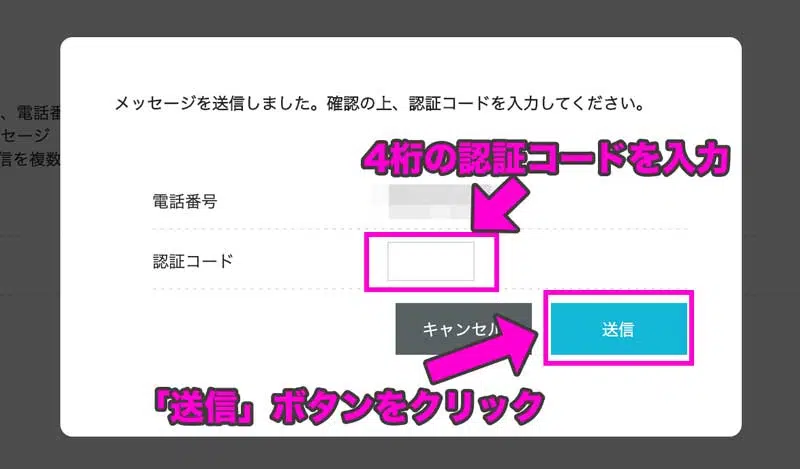 メッセージを送信しました。確認の上、認証コードを入力してください。
、電話番
セージ
信を複数
4桁の認証コードを入力
電話番号
認証コード
キャンセル
送信
「送信」ボタンをクリック